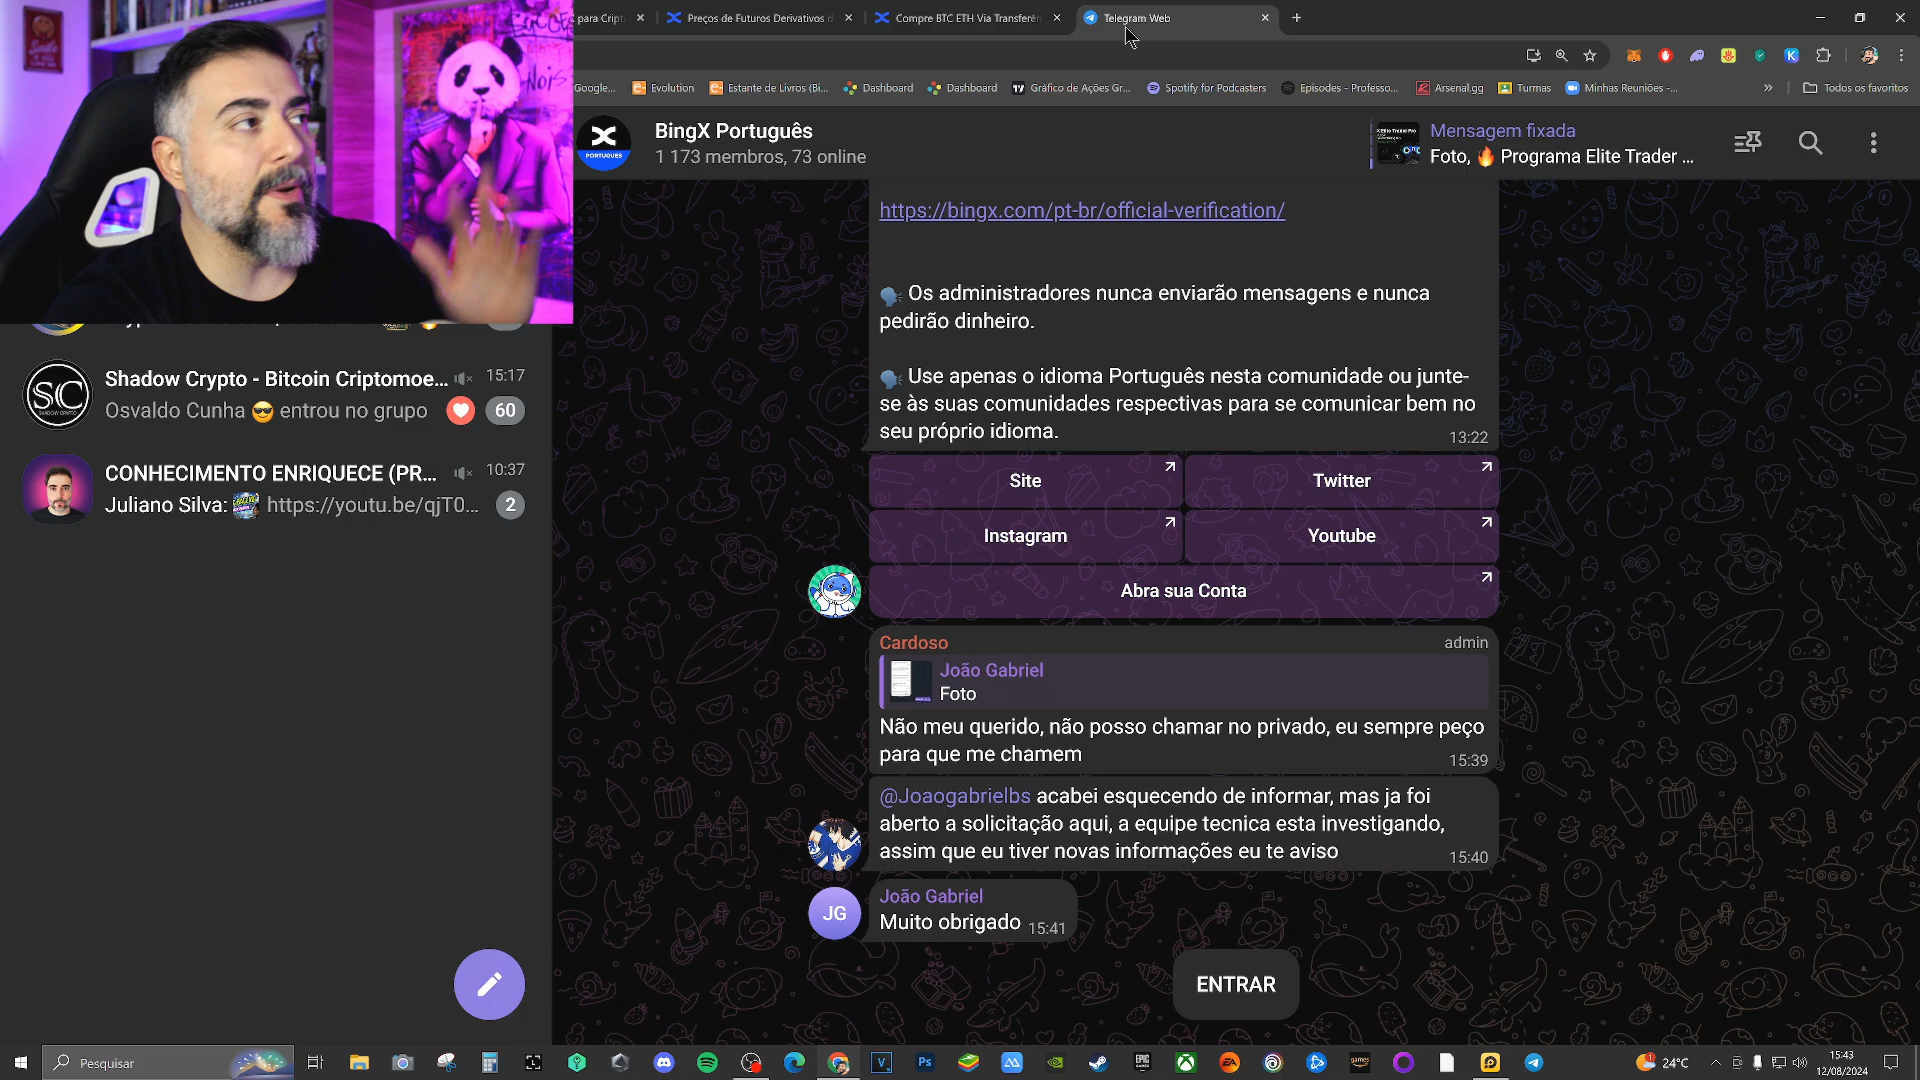 para Cript
Preços de Futuros Derivativos d
Compre BTC ETH Via Transferên
Telegram Web
Google...
Evolution
Estante de Livros (Bi...
Dashboard
Dashboard
Gráfico de Ações Gr...
Spotify for Podcasters
Episodes - Professo...
Arsenal.gg
Turmas
Minhas Reuniões -...
Todos os favoritos
PORTUGUES
BingX Português
1 173 membros, 73 online
Mensagem fixada
Foto, 🔥 Programa Elite Trader ...
https://bingx.com/pt-br/official-verification/
🗣 Os administradores nunca enviarão mensagens e nunca
pedirão dinheiro.
🗣 Use apenas o idioma Português nesta comunidade ou junte-
se às suas comunidades respectivas para se comunicar bem no
seu próprio idioma.
13:22
Site
Twitter
Instagram
Youtube
Abra sua Conta
Cardoso
admin
João Gabriel
Foto
Não meu querido, não posso chamar no privado, eu sempre peço
para que me chamem
15:39
@Joaogabrielbs acabei esquecendo de informar, mas ja foi
aberto a solicitação aqui, a equipe tecnica esta investigando,
assim que eu tiver novas informações eu te aviso
15:40
JG
João Gabriel
Muito obrigado
15:41
ENTRAR
SC
SHADOW CRYPTO
Shadow Crypto - Bitcoin Criptomoe...
15:17
Osvaldo Cunha 😎 entrou no grupo
60
CONHECIMENTO ENRIQUECE (PR...
10:37
Juliano Silva: https://youtu.be/qjT0...
2
Pesquisar
24°C
15:43
12/08/2024